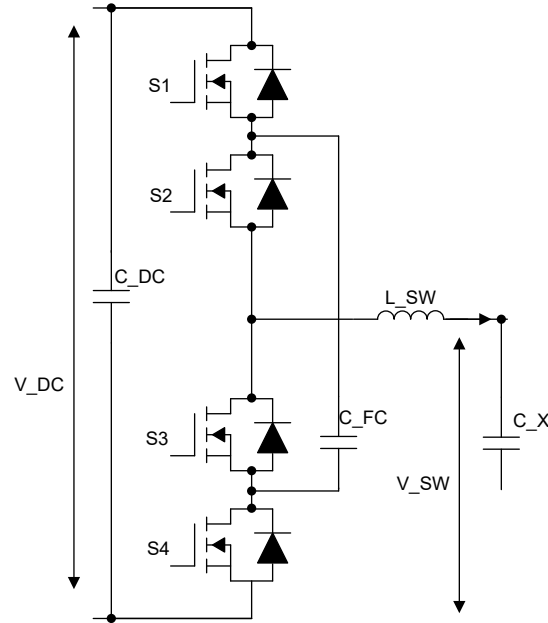 S1
S2
C_DC
L_SW
V_DC
C_X
S3
C_FC
V_SW
S4